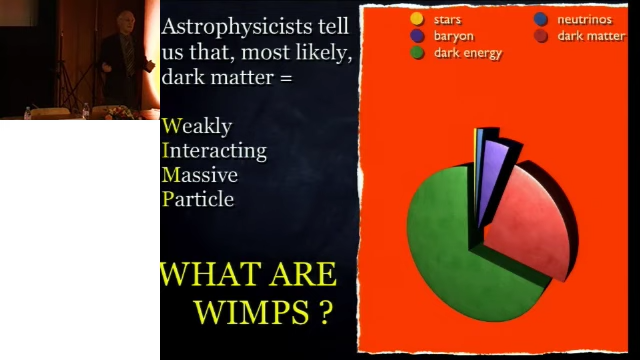 Astrophysicists tell
us that, most likely,
dark matter =
Weakly
Interacting
Massive
Particle
WHAT ARE
WIMPS ?
stars
baryon
dark energy
neutrinos
dark matter